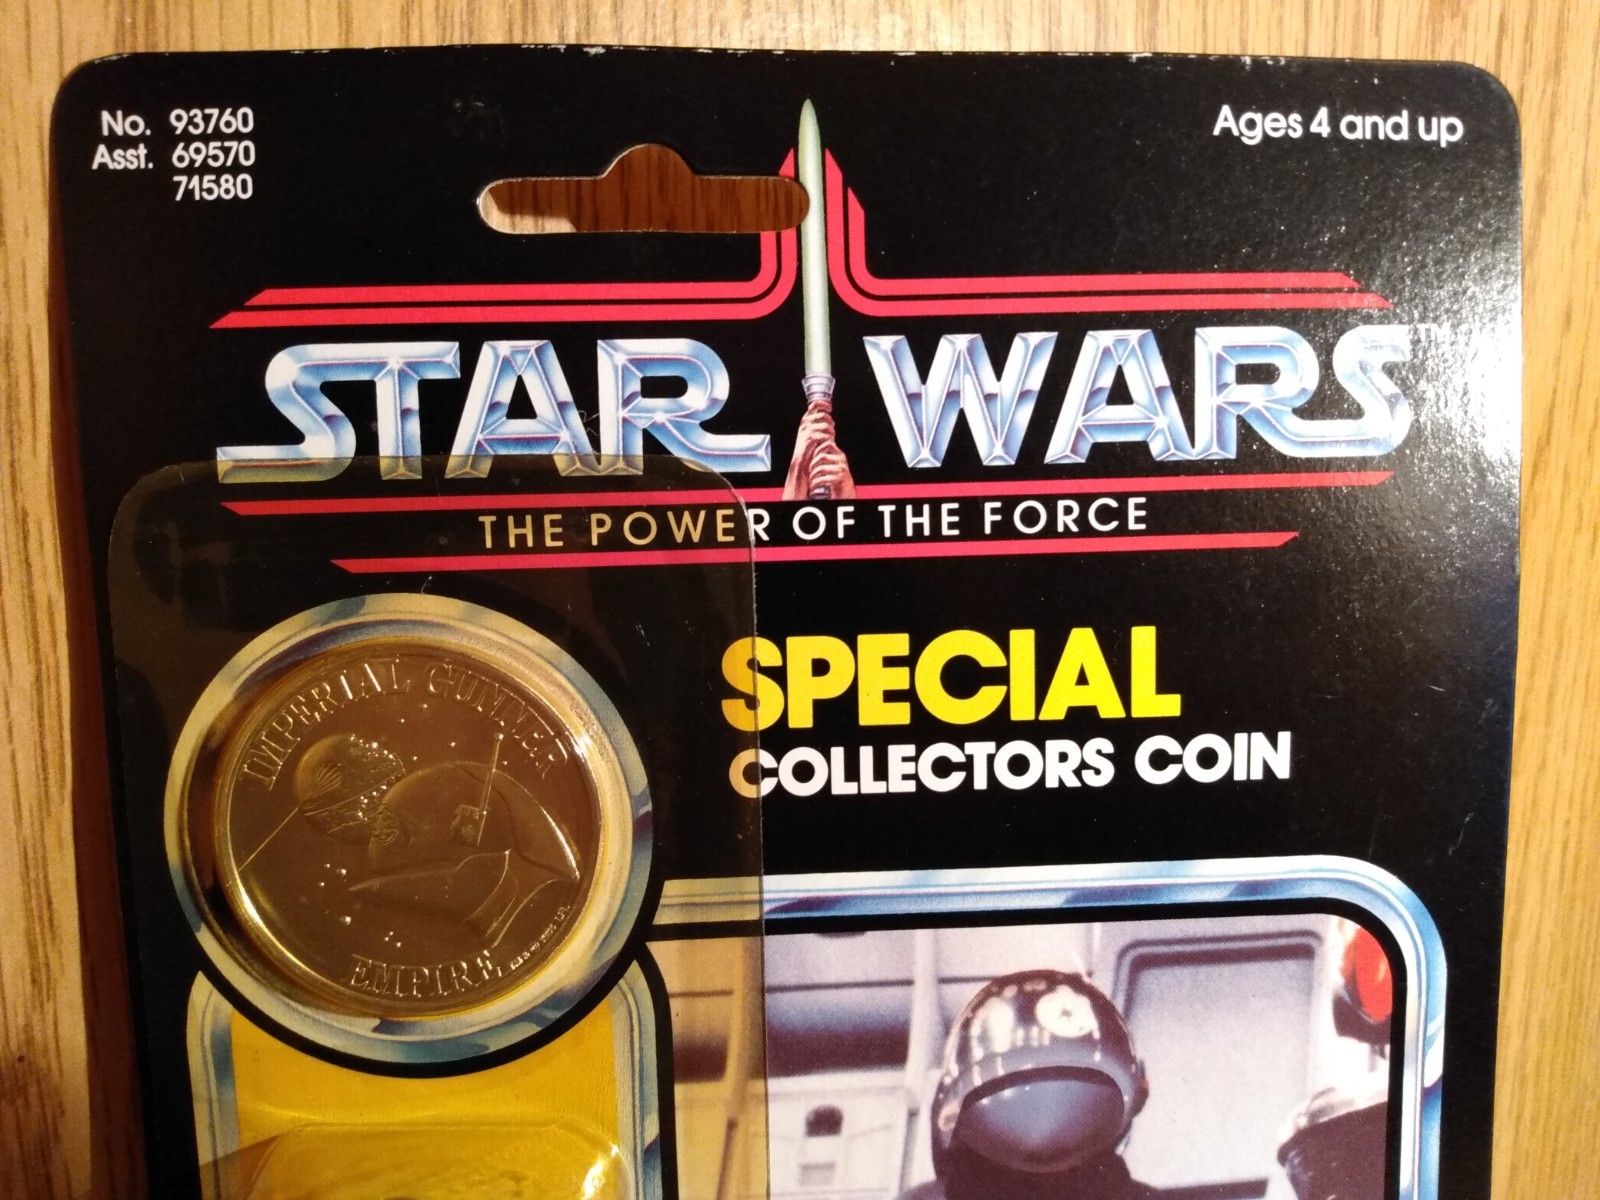 No. 93760
Asst. 69570
71580
Ages 4 and up
STAR WARS™
THE POWER OF THE FORCE
SPECIAL
COLLECTORS COIN
IMPERIAL GUNNER
EMPIRE